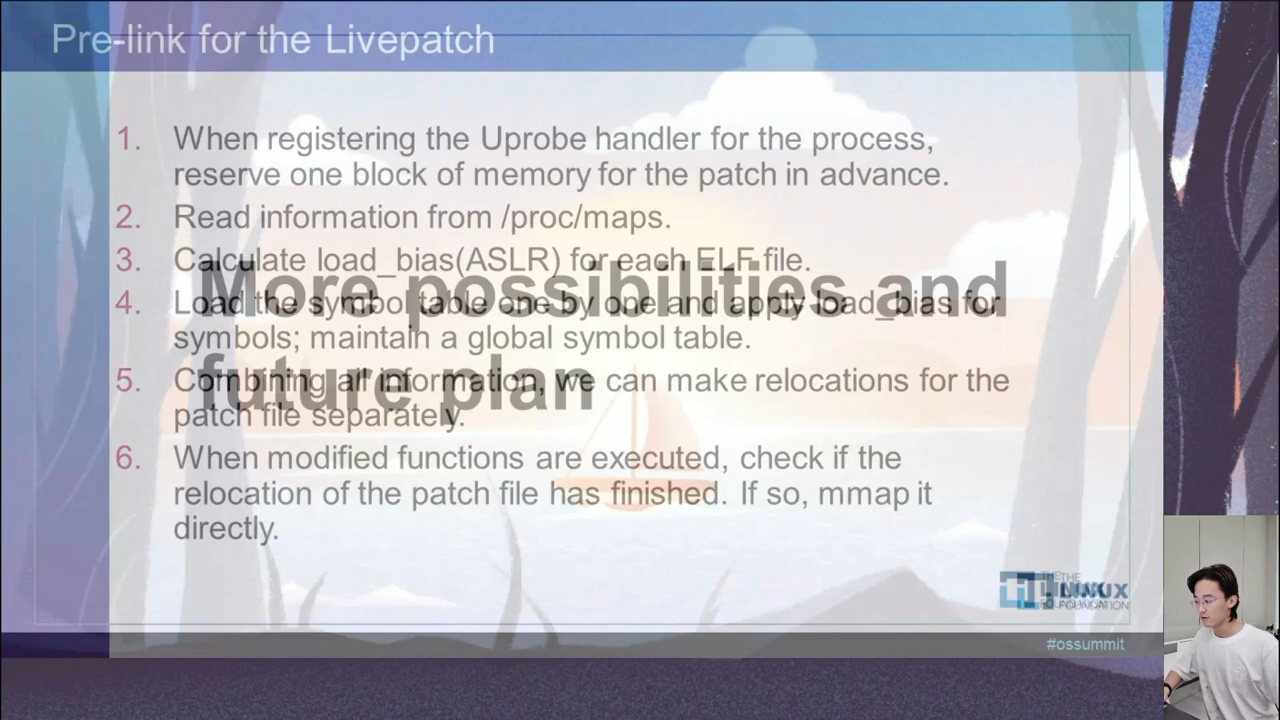 Pre-link for the Livepatch
1. When registering the Uprobe handler for the process,
reserve one block of memory for the patch in advance.
2. Read information from /proc/maps.
3. Calculate load_bias(ASLR) for each ELF file.
More possibilities and
4. Load the symbol table one by one and apply load_bias for
symbols; maintain a global symbol table.
future plan
5. Combining all information, we can make relocations for the
patch file separately.
6. When modified functions are executed, check if the
relocation of the patch file has finished. If so, mmap it
directly.
THE
LINUX
FOUNDATION
#ossummit